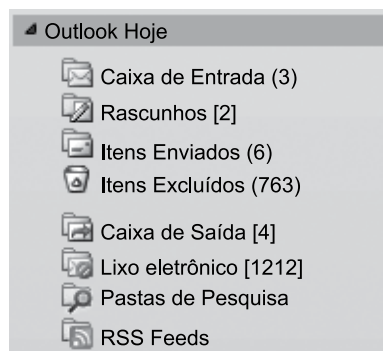 Outlook Hoje
Caixa de Entrada (3)
Rascunhos [2]
Itens Enviados (6)
Itens Excluídos (763)
Caixa de Saída [4]
Lixo eletrônico [1212]
Pastas de Pesquisa
RSS Feeds